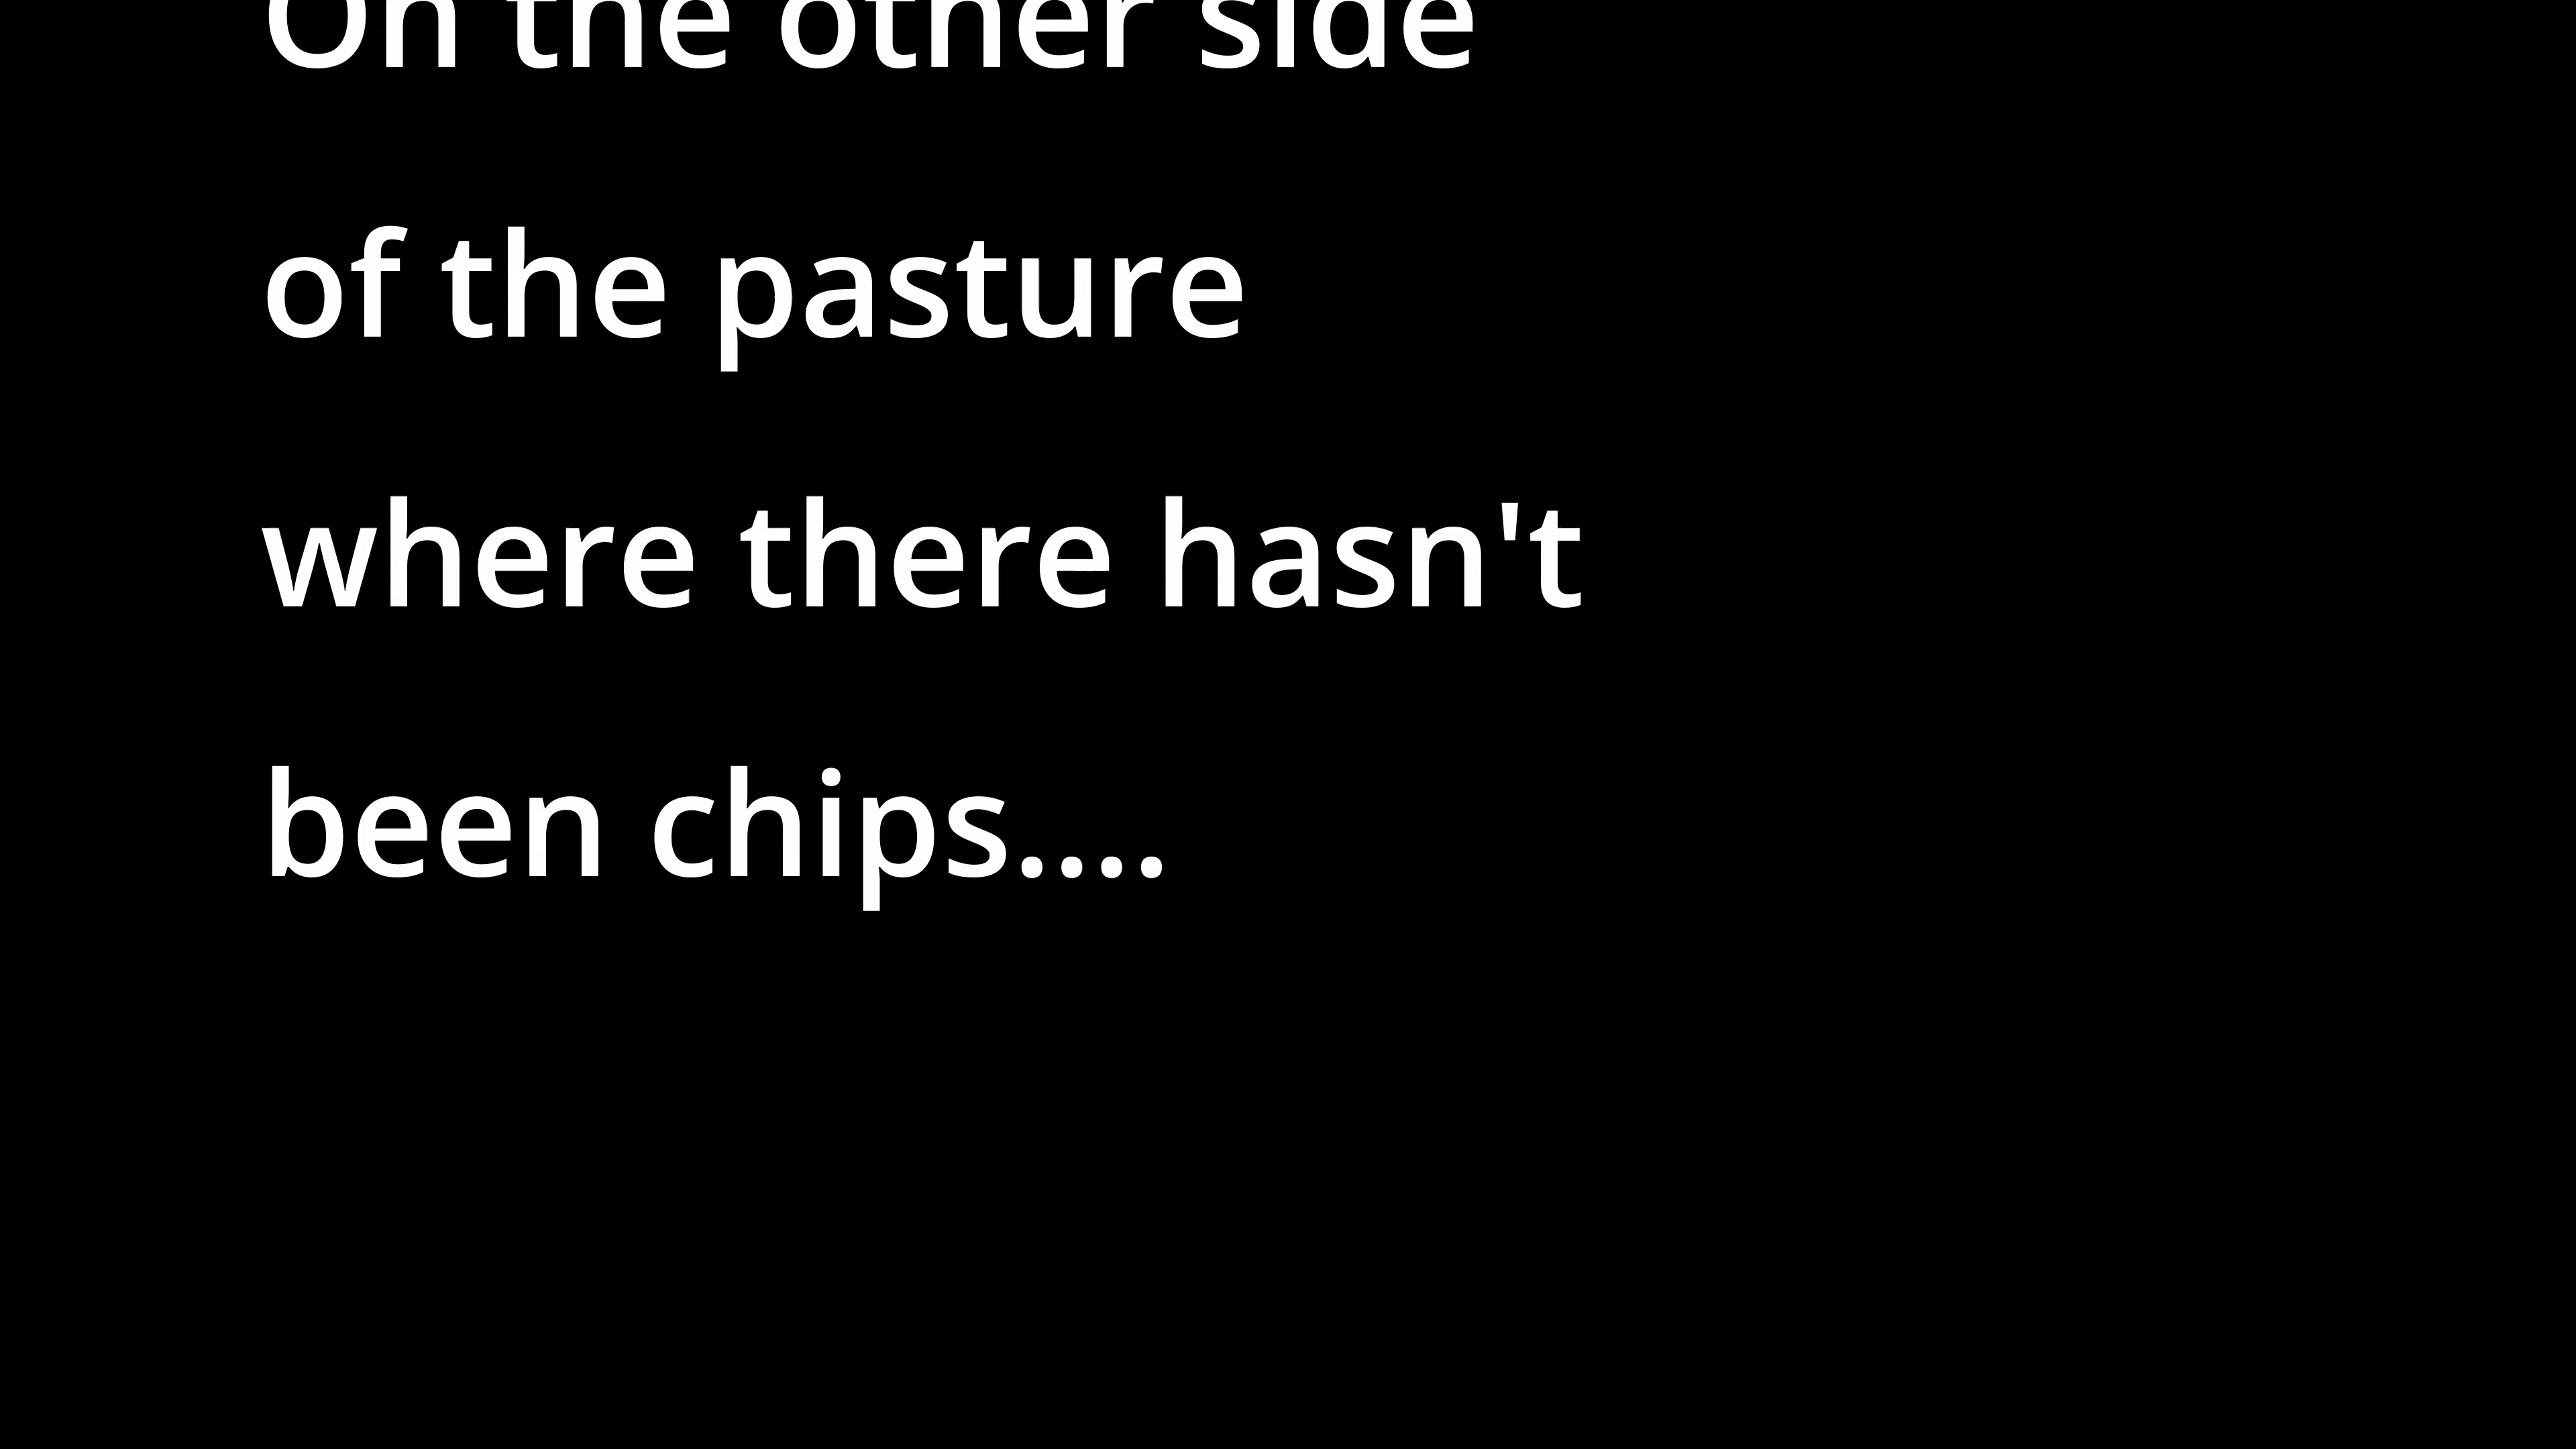 On the other side
of the pasture
where there hasn't
been chips....